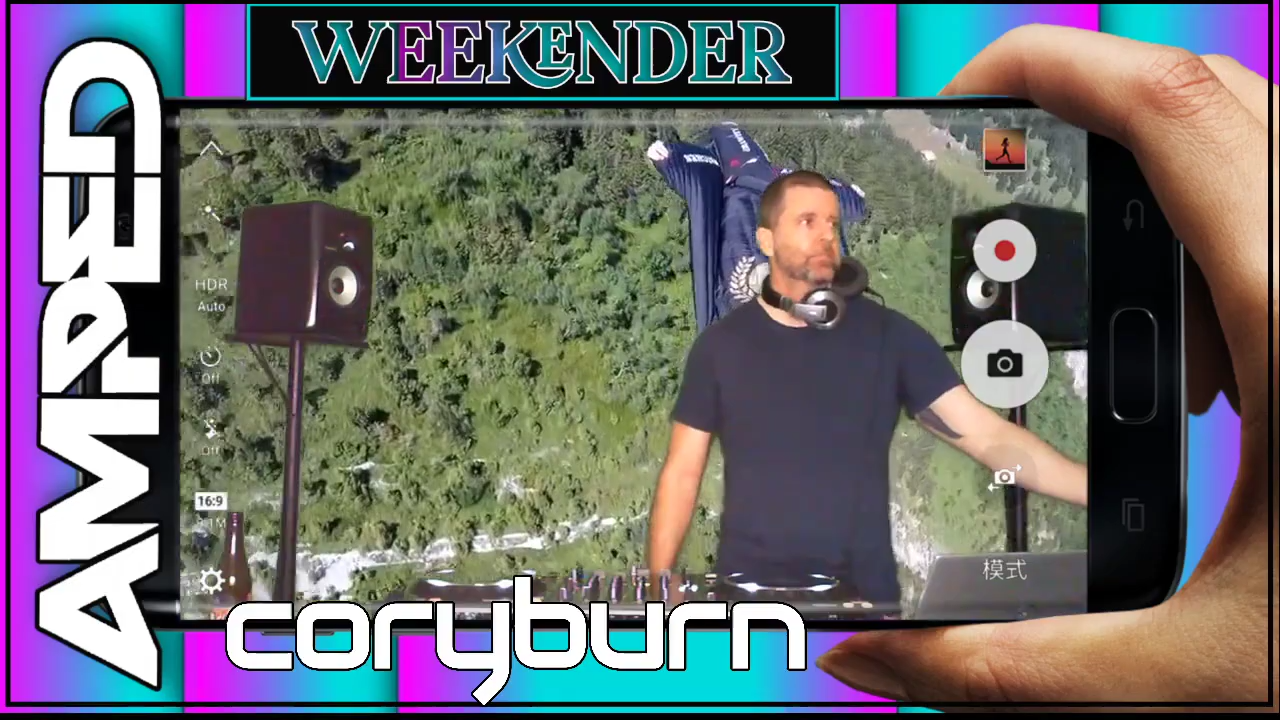 WEEKENDER
AMPED
HDR
Auto
Off
Off
16:9
模式
coryburn